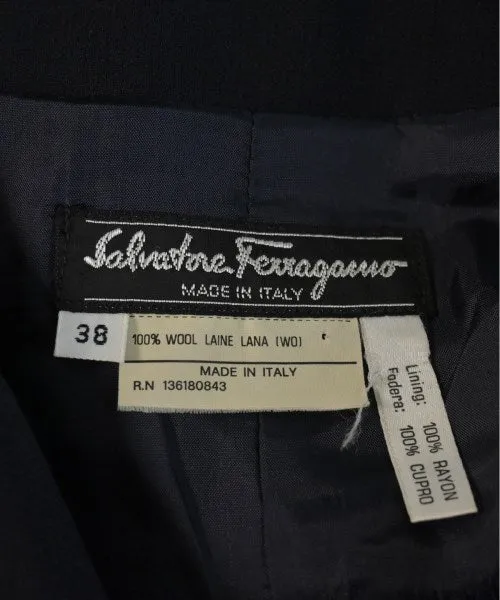 Salvatore Ferragamo
MADE IN ITALY
38
100% WOOL LAINE LANA (WO)
MADE IN ITALY
R.N 136180843
Lining: 100% RAYON
Fodera: 100% CUPRO